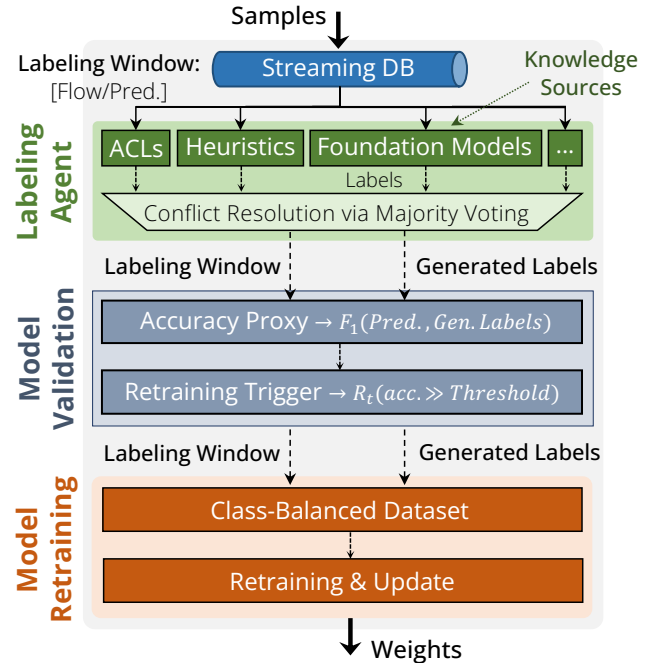 Samples
Labeling Window:
[Flow/Pred.]
Streaming DB
Knowledge
Sources
Labeling
Agent
ACLs
Heuristics
Foundation Models
...
Labels
Conflict Resolution via Majority Voting
Labeling Window
Generated Labels
Model
Validation
Accuracy Proxy → F₁(Pred., Gen. Labels)
Retraining Trigger → Rₜ(acc. ≫ Threshold)
Labeling Window
Generated Labels
Model
Retraining
Class-Balanced Dataset
Retraining & Update
Weights